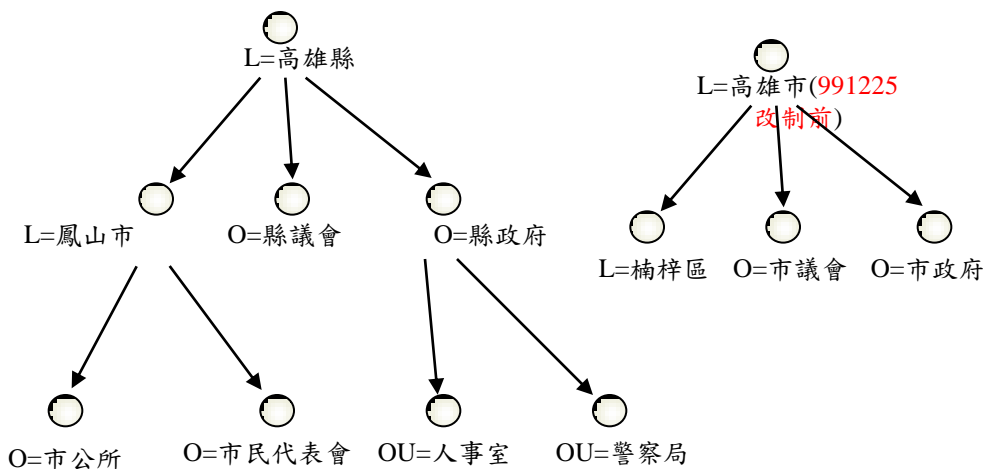 L=高雄縣
L=高雄市(991225
改制前)
L=鳳山市
O=縣議會
O=縣政府
L=楠梓區
O=市議會
O=市政府
O=市公所
O=市民代表會
OU=人事室
OU=警察局